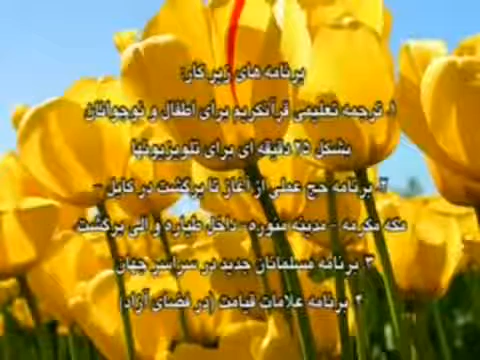 برنامه های زیر کار:
۱. ترجمه تعلیمی قرآنکریم برای اطفال و نوجوانان
بشکل ۲۵ دقیقه ای برای تلویزیونها
۲. برنامه حج عملی از آغاز تا برگشت در کابل -
مکه مکرمه - مدینه منوره - داخل طیاره و الی برگشت
۳. برنامه مسلمانان جدید در سراسر جهان
۴. برنامه علامات قیامت (در فضای آزاد)